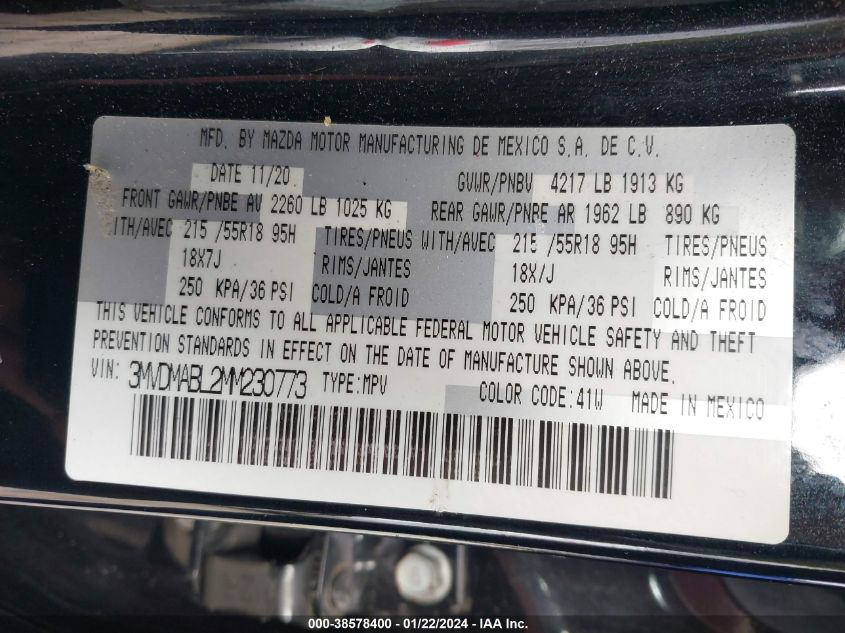 MFD. BY MAZDA MOTOR MANUFACTURING DE MEXICO S.A. DE C.V.
DATE 11/20 GVWR/PNBV 4217 LB 1913 KG
FRONT GAWR/PNBE AV 2260 LB 1025 KG REAR GAWR/PNBE AR 1962 LB 890 KG
WITH/AVEC 215 /55R18 95H TIRES/PNEUS WITH/AVEC 215 /55R18 95H TIRES/PNEUS
18X7J RIMS/JANTES 18X7J RIMS/JANTES
250 KPA/36 PSI COLD/A FROID 250 KPA/36 PSI COLD/A FROID
THIS VEHICLE CONFORMS TO ALL APPLICABLE FEDERAL MOTOR VEHICLE SAFETY AND THEFT
PREVENTION STANDARDS IN EFFECT ON THE DATE OF MANUFACTURE SHOWN ABOVE.
VIN: 3MVDMABL2MM230773 TYPE:MPV COLOR CODE:41W MADE IN MEXICO
000-38578400 - 01/22/2024 - IAA Inc.